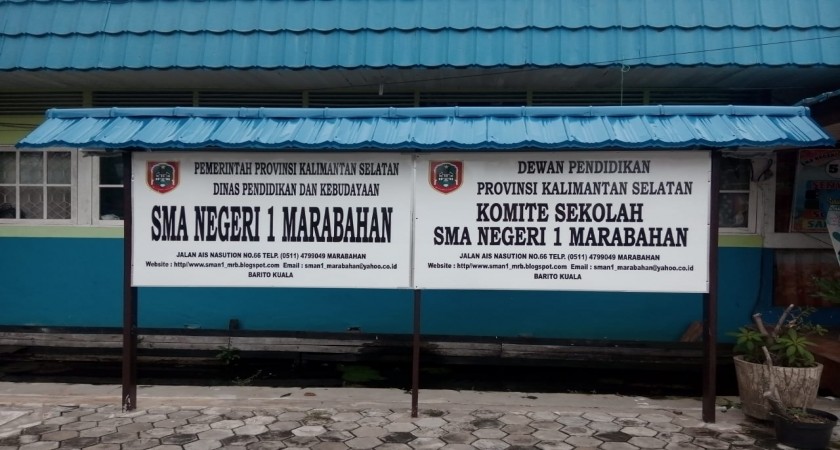 PEMERINTAH PROVINSI KALIMANTAN SELATAN
DINAS PENDIDIKAN DAN KEBUDAYAAN
SMA NEGERI 1 MARABAHAN
JALAN AIS NASUTION NO.66 TELP. (0511) 4799049 MARABAHAN
Website : http//www.sman1_mrb.blogspot.com Email : sman1_marabahan@yahoo.co.id
BARITO KUALA
DEWAN PENDIDIKAN
PROVINSI KALIMANTAN SELATAN
KOMITE SEKOLAH
SMA NEGERI 1 MARABAHAN
JALAN AIS NASUTION NO.66 TELP. (0511) 4799049 MARABAHAN
Website : http//www.sman1_mrb.blogspot.com Email : sman1_marabahan@yahoo.co.id
BARITO KUALA